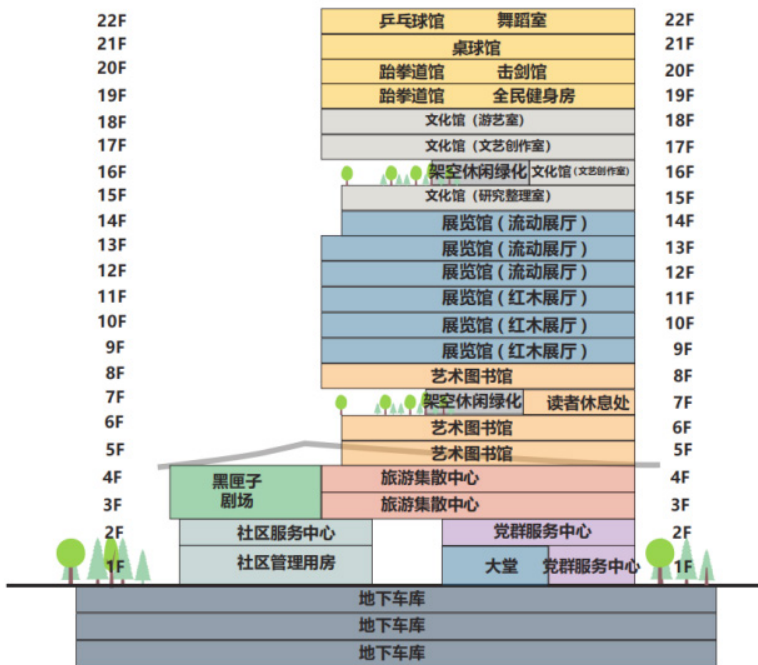 22F 乒乓球馆 舞蹈室 22F
21F 桌球馆 21F
20F 跆拳道馆 击剑馆 20F
19F 跆拳道馆 全民健身房 19F
18F 文化馆（游艺室） 18F
17F 文化馆（文艺创作室） 17F
16F 架空休闲绿化 文化馆（文艺创作室） 16F
15F 文化馆（研究整理室） 15F
14F 展览馆（流动展厅） 14F
13F 展览馆（流动展厅） 13F
12F 展览馆（流动展厅） 12F
11F 展览馆（红木展厅） 11F
10F 展览馆（红木展厅） 10F
9F 展览馆（红木展厅） 9F
8F 艺术图书馆 8F
7F 架空休闲绿化 读者休息处 7F
6F 艺术图书馆 6F
5F 艺术图书馆 5F
4F 黑匣子 旅游集散中心 4F
3F 剧场 旅游集散中心 3F
2F 社区服务中心 党群服务中心 2F
1F 社区管理用房 大堂 党群服务中心 1F
地下车库
地下车库
地下车库